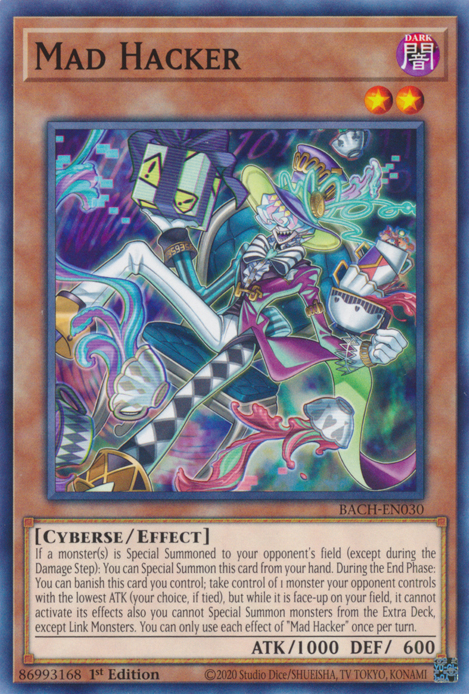 MAD HACKER
DARK
闇
BACH-EN030
[CYBERSE/EFFECT]
If a monster(s) is Special Summoned to your opponent's field (except during the
Damage Step): You can Special Summon this card from your hand. During the End Phase:
You can banish this card you control; take control of 1 monster your opponent controls
with the lowest ATK (your choice, if tied), but while it is face-up on your field, it cannot
activate its effects also you cannot Special Summon monsters from the Extra Deck,
except Link Monsters. You can only use each effect of "Mad Hacker" once per turn.
ATK/1000 DEF/ 600
86993168 1st Edition ©2020 Studio Dice/SHUEISHA, TV TOKYO, KONAMI